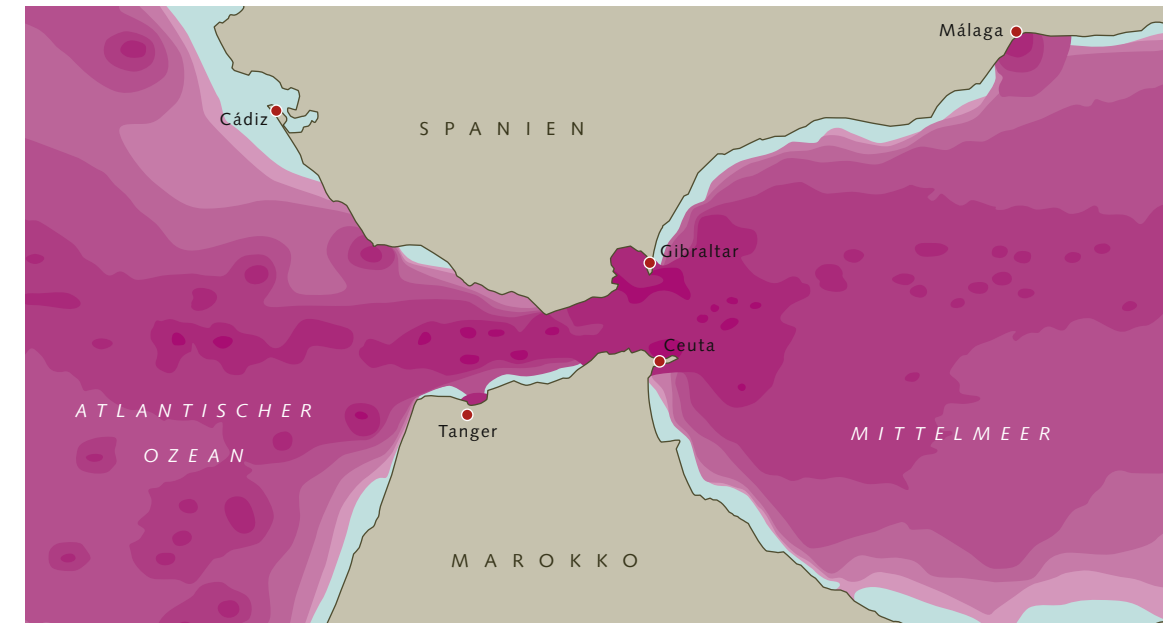 Málaga
Cádiz
SPANIEN
Gibraltar
Ceuta
ATLANTISCHER
OZEAN
Tanger
MITTELMEER
MAROKKO